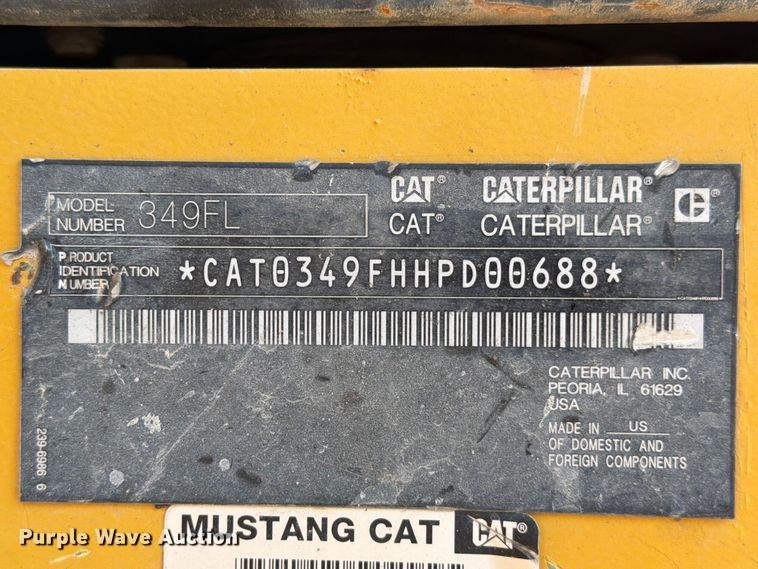 MODEL NUMBER 349FL
CAT® CATERPILLAR®
CAT® CATERPILLAR®
C
PRODUCT IDENTIFICATION NUMBER *CAT0349FHHPD00688*
CATERPILLAR INC.
PEORIA, IL 61629
USA
MADE IN US
OF DOMESTIC AND
FOREIGN COMPONENTS
239-6986 6
MUSTANG CAT CAT®
Purple Wave Auction